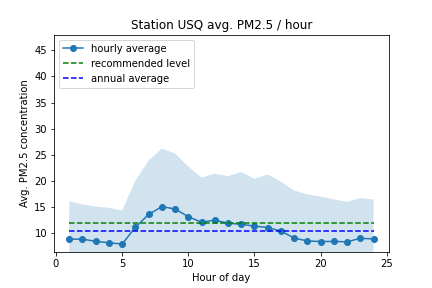 Station USQ avg. PM2.5 / hour
hourly average
recommended level
annual average
Avg. PM2.5 concentration
45
40
35
30
25
20
15
10
0 5 10 15 20 25
Hour of day